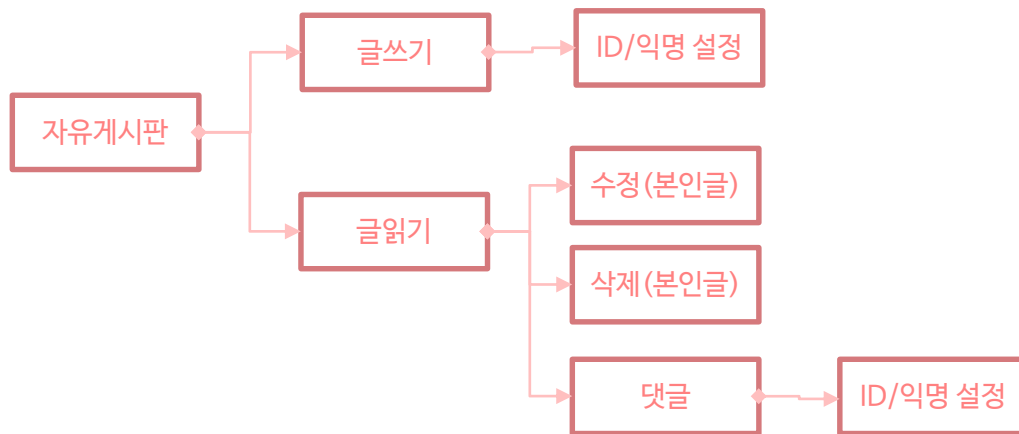 글쓰기
ID/익명 설정
자유게시판
수정(본인글)
글읽기
삭제(본인글)
댓글
ID/익명 설정